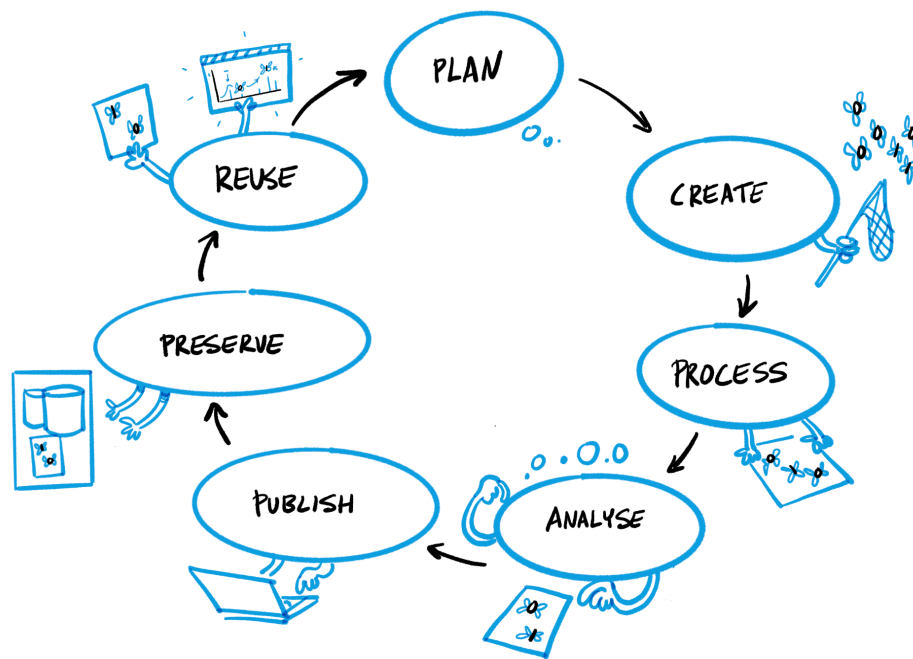 PLAN
CREATE
PROCESS
ANALYSE
PUBLISH
PRESERVE
REUSE